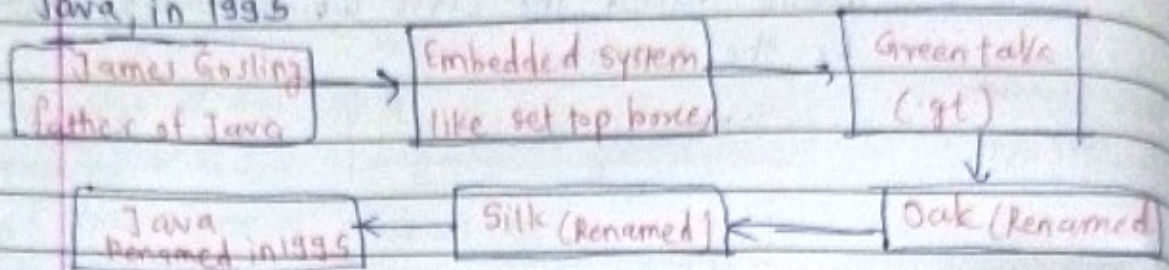 Java, in 1995
James Gosling
father of Java
Embedded system
like set top boxes
Green talk
(gt)
Oak (Renamed
Silk (Renamed)
Java
Renamed in 1995